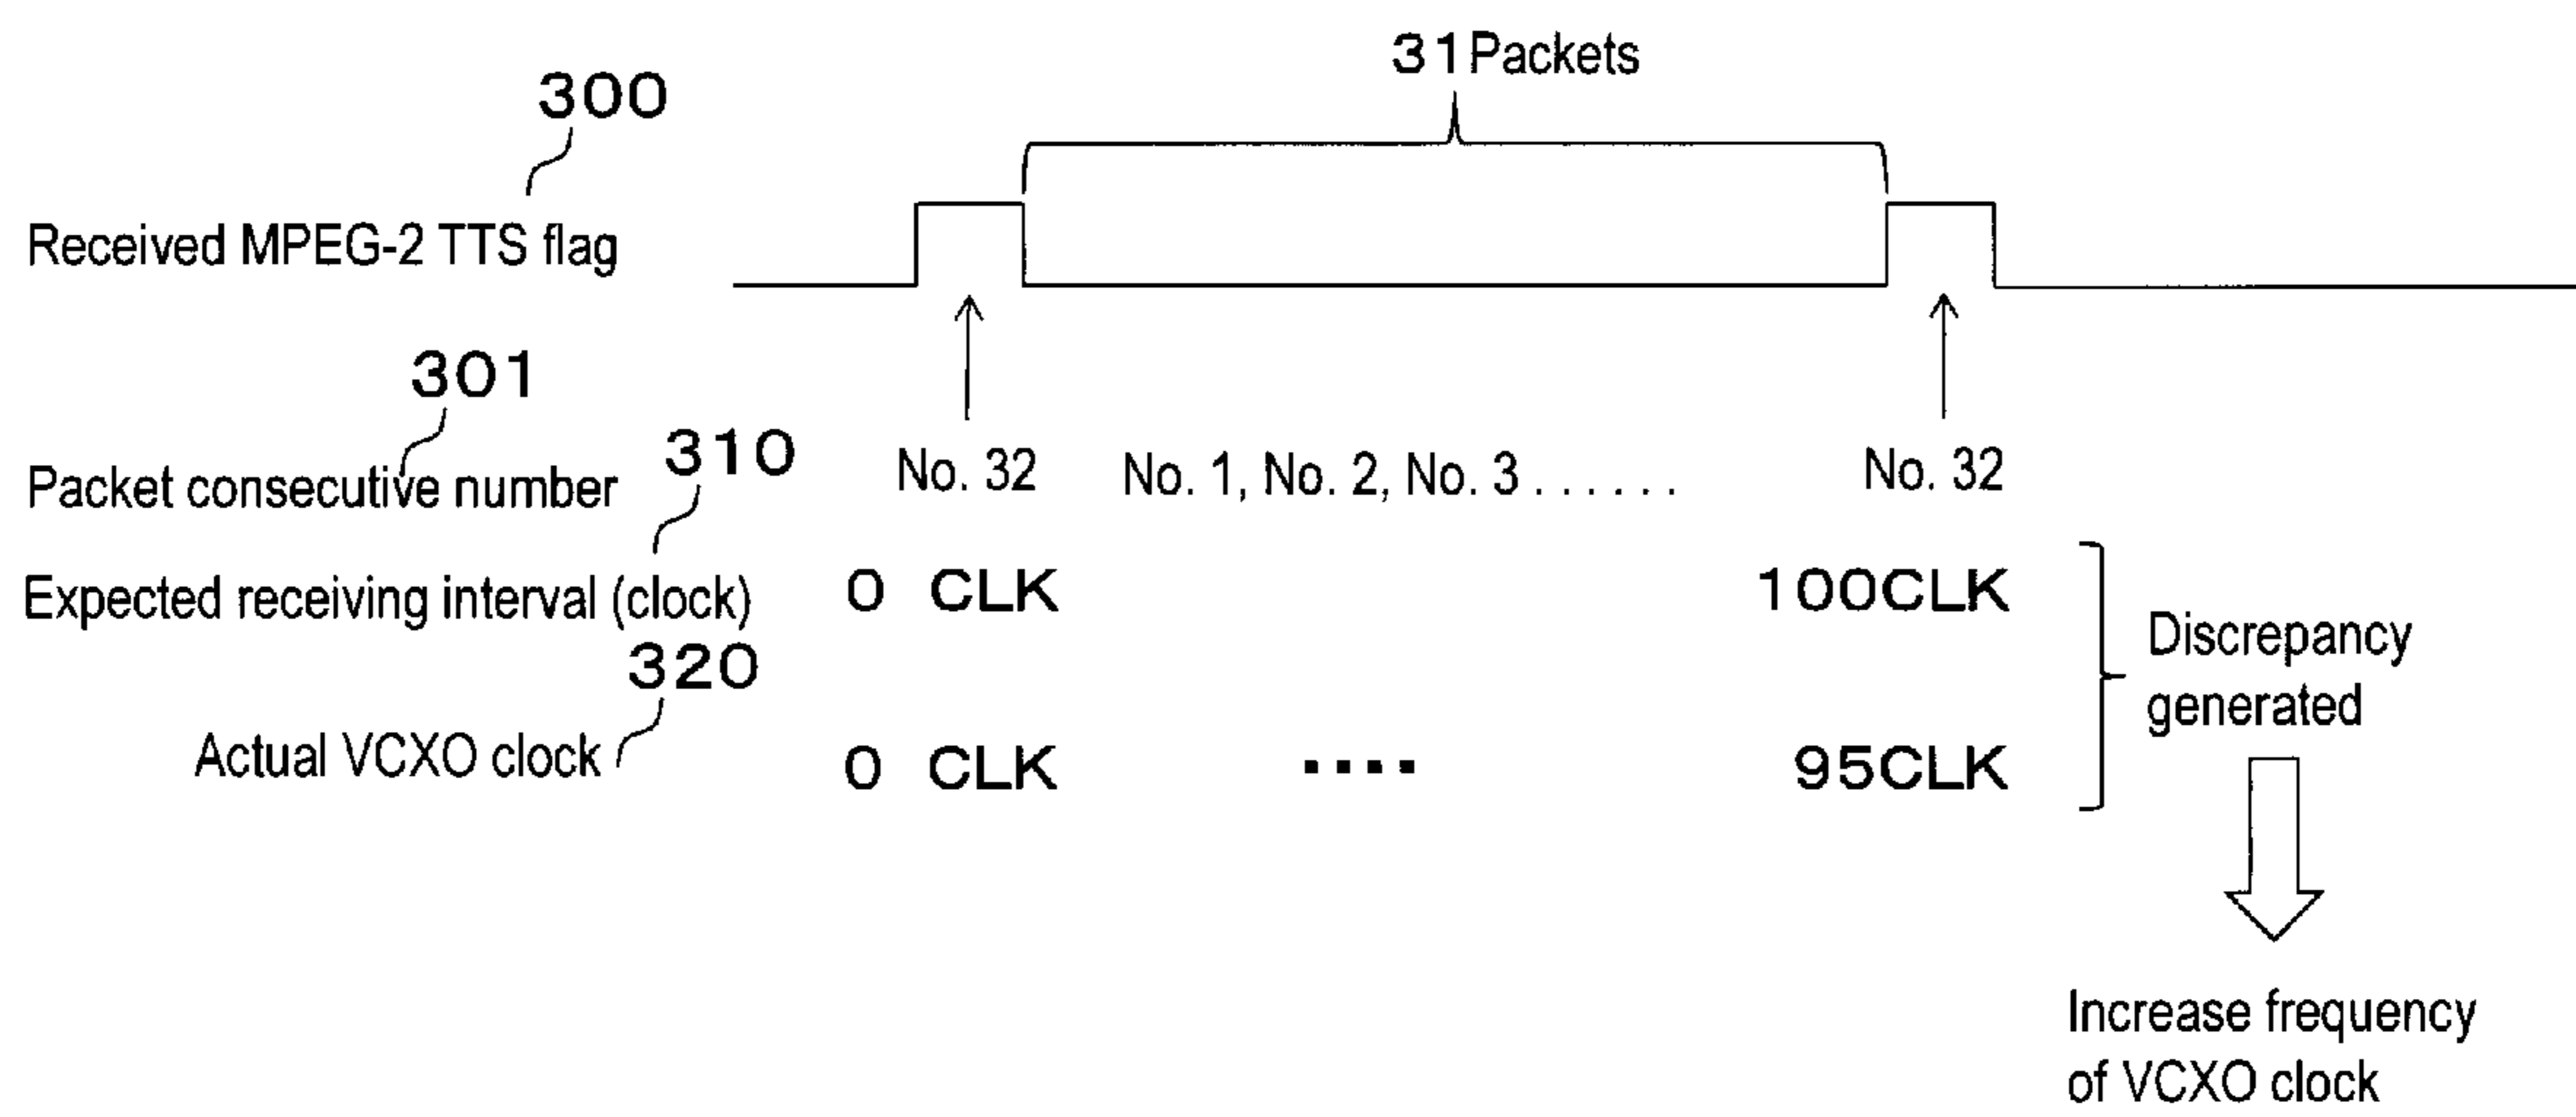 31Packets
300
Received MPEG-2 TTS flag
301
310
Packet consecutive number
No. 32
No. 1, No. 2, No. 3 . . . . . .
No. 32
Expected receiving interval (clock)
0 CLK
100CLK
320
Discrepancy
generated
Actual VCXO clock
0 CLK
....
95CLK
Increase frequency
of VCXO clock